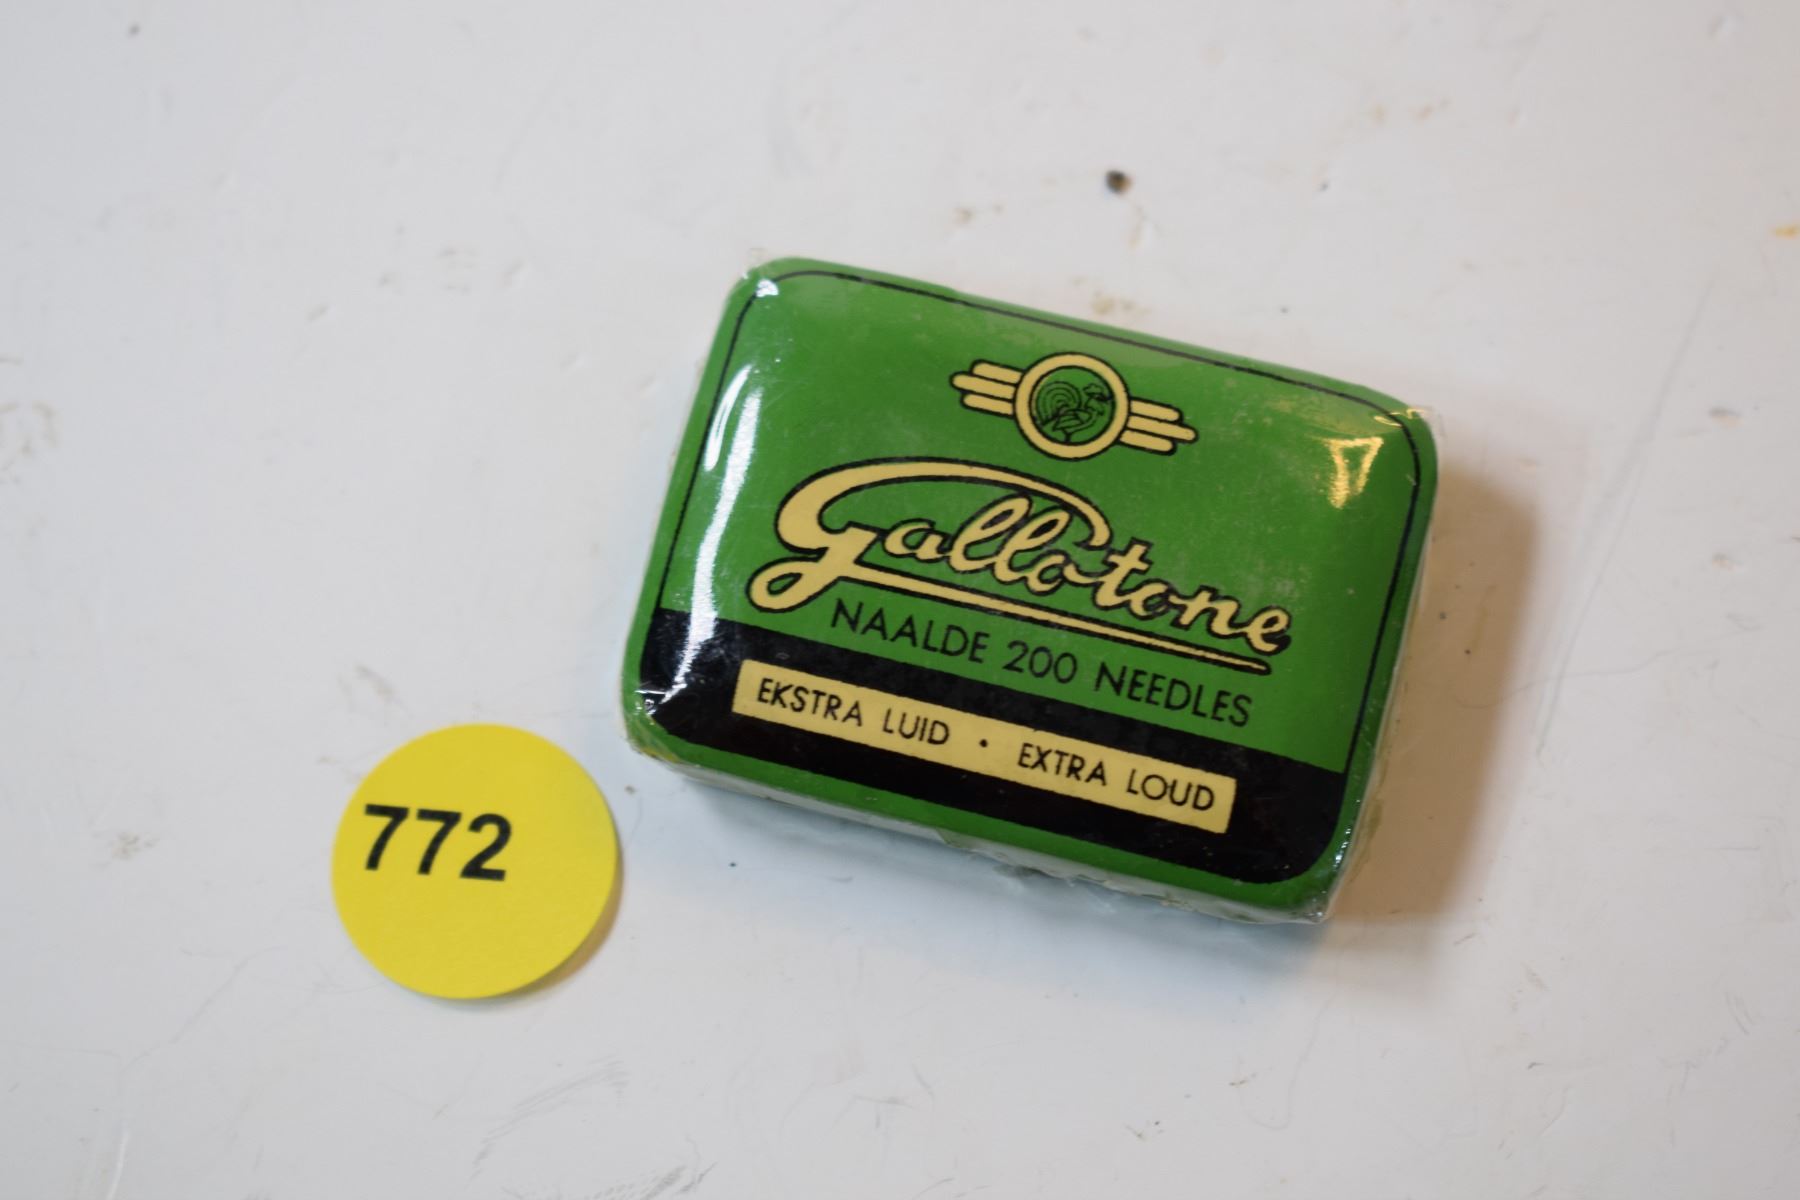 Gallotone
NAALDE 200 NEEDLES
EKSTRA LUID · EXTRA LOUD
772